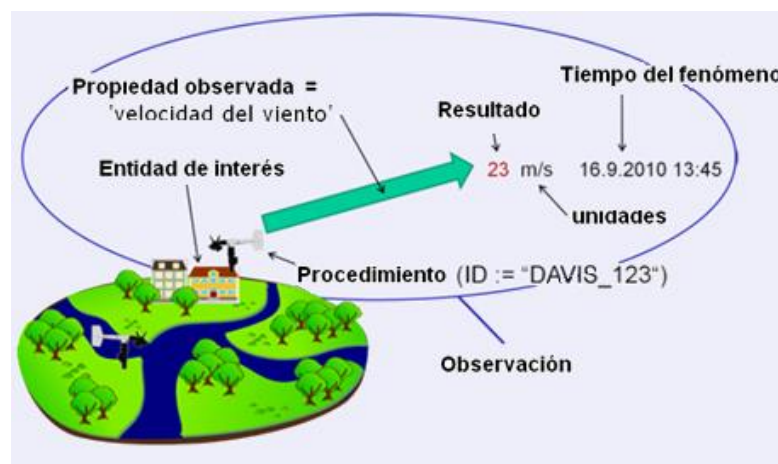 Tiempo del fenómeno
Propiedad observada =
'velocidad del viento'
Resultado
Entidad de interés
23 m/s 16.9.2010 13:45
unidades
Procedimiento (ID := “DAVIS_123“)
Observación